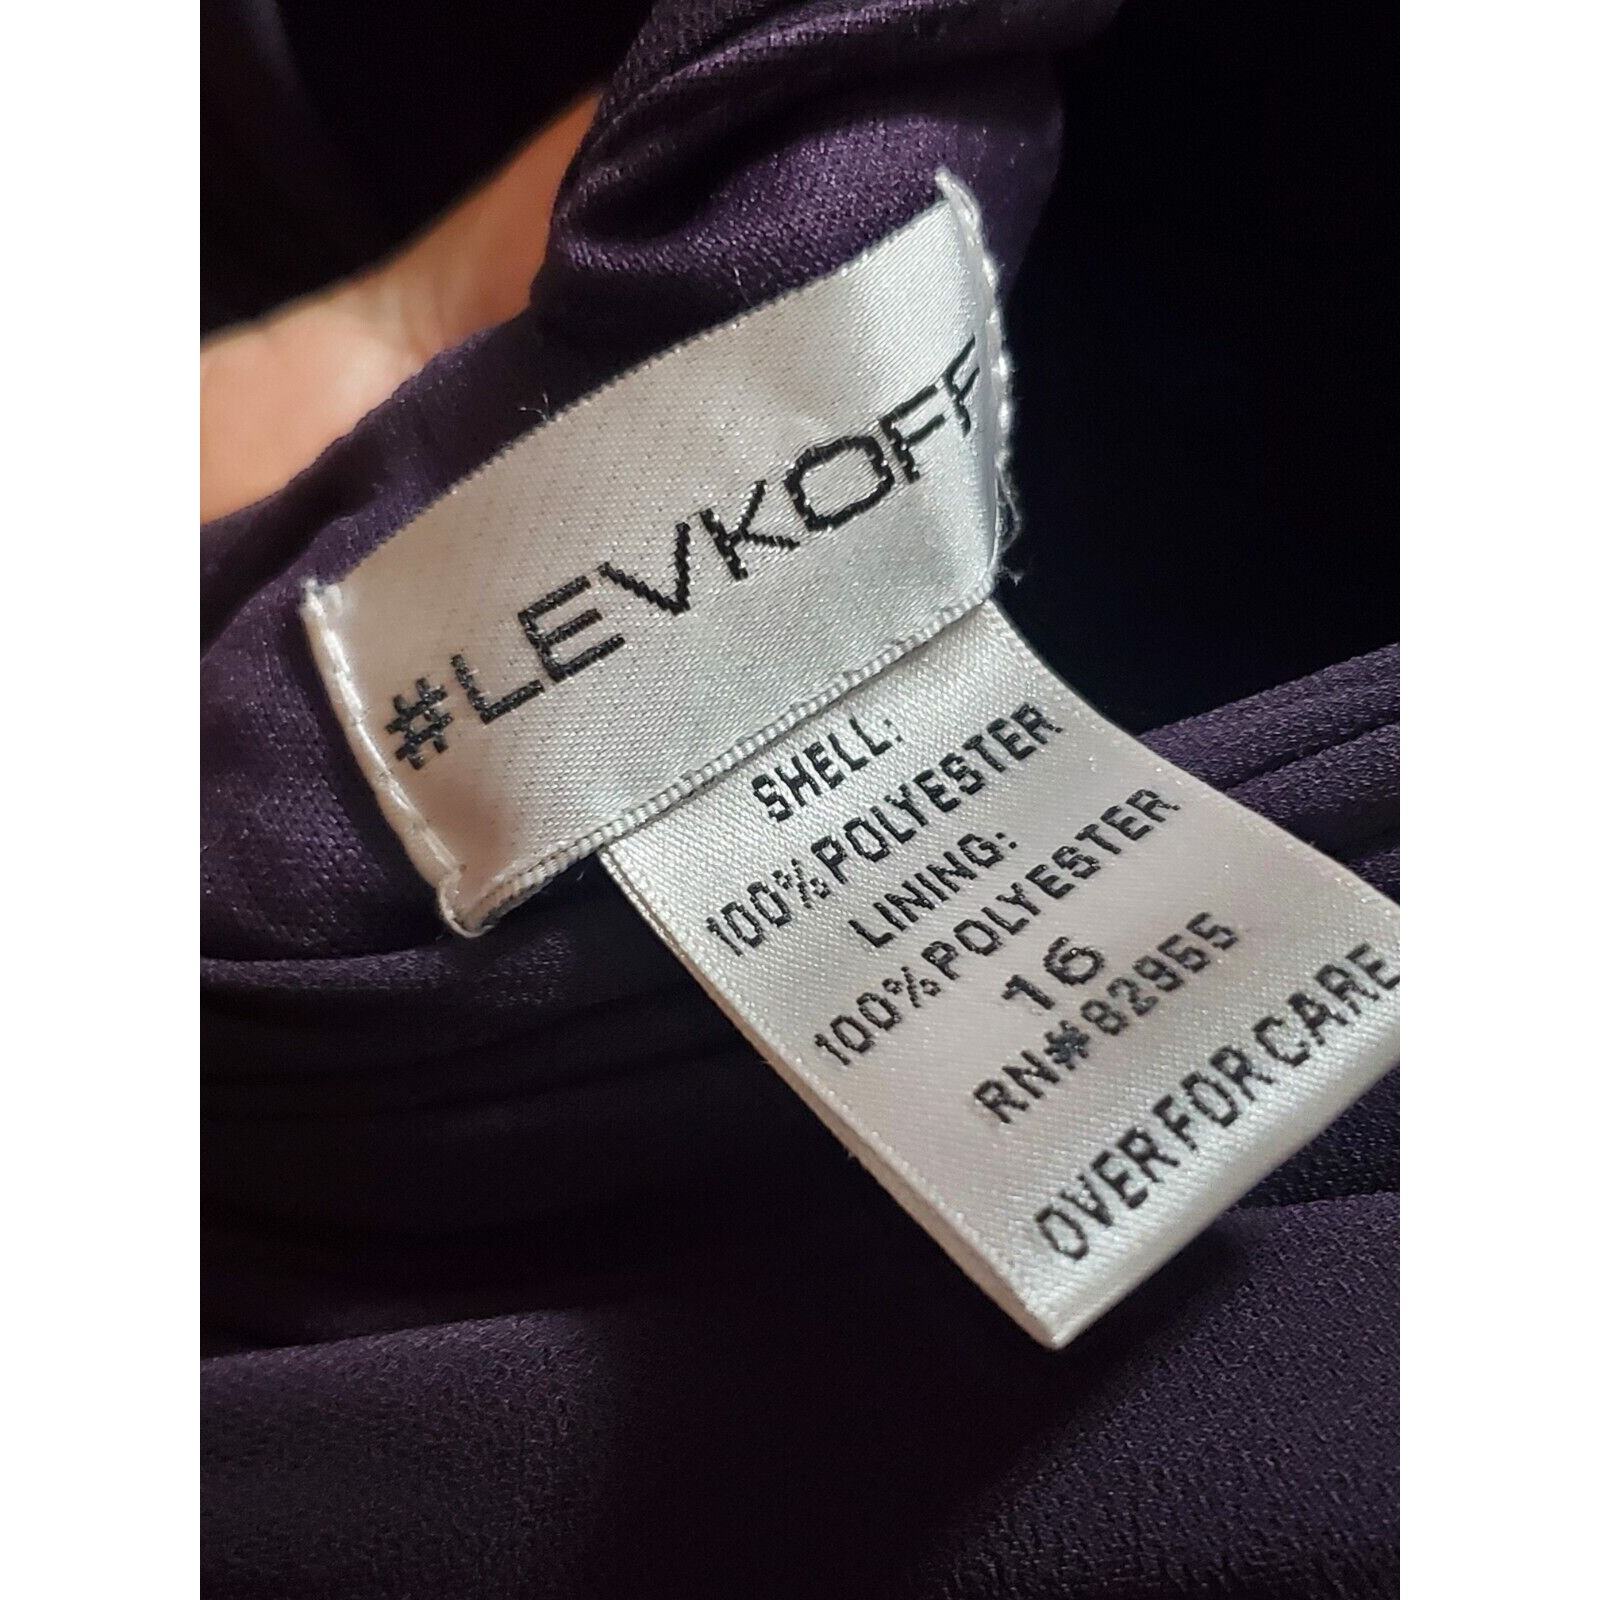 #LEVKOFF
SHELL:
100%POLYESTER
LINING:
100%POLYESTER
16
RN#82955
OVER FOR CARE